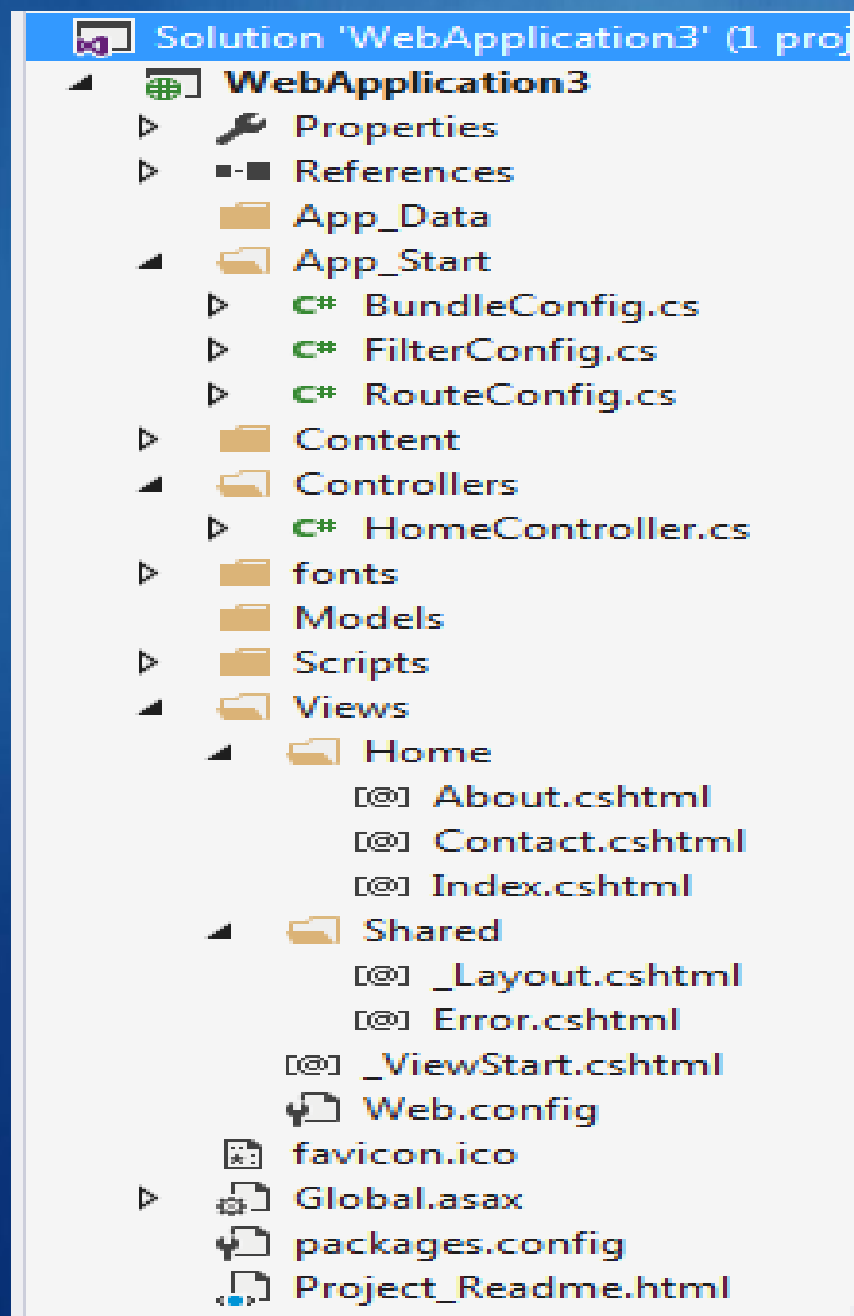 Solution 'WebApplication3' (1 proj
WebApplication3
Properties
References
App_Data
App_Start
C# BundleConfig.cs
C# FilterConfig.cs
C# RouteConfig.cs
Content
Controllers
C# HomeController.cs
fonts
Models
Scripts
Views
Home
[@] About.cshtml
[@] Contact.cshtml
[@] Index.cshtml
Shared
[@] _Layout.cshtml
[@] Error.cshtml
[@] _ViewStart.cshtml
Web.config
favicon.ico
Global.asax
packages.config
Project_Readme.html